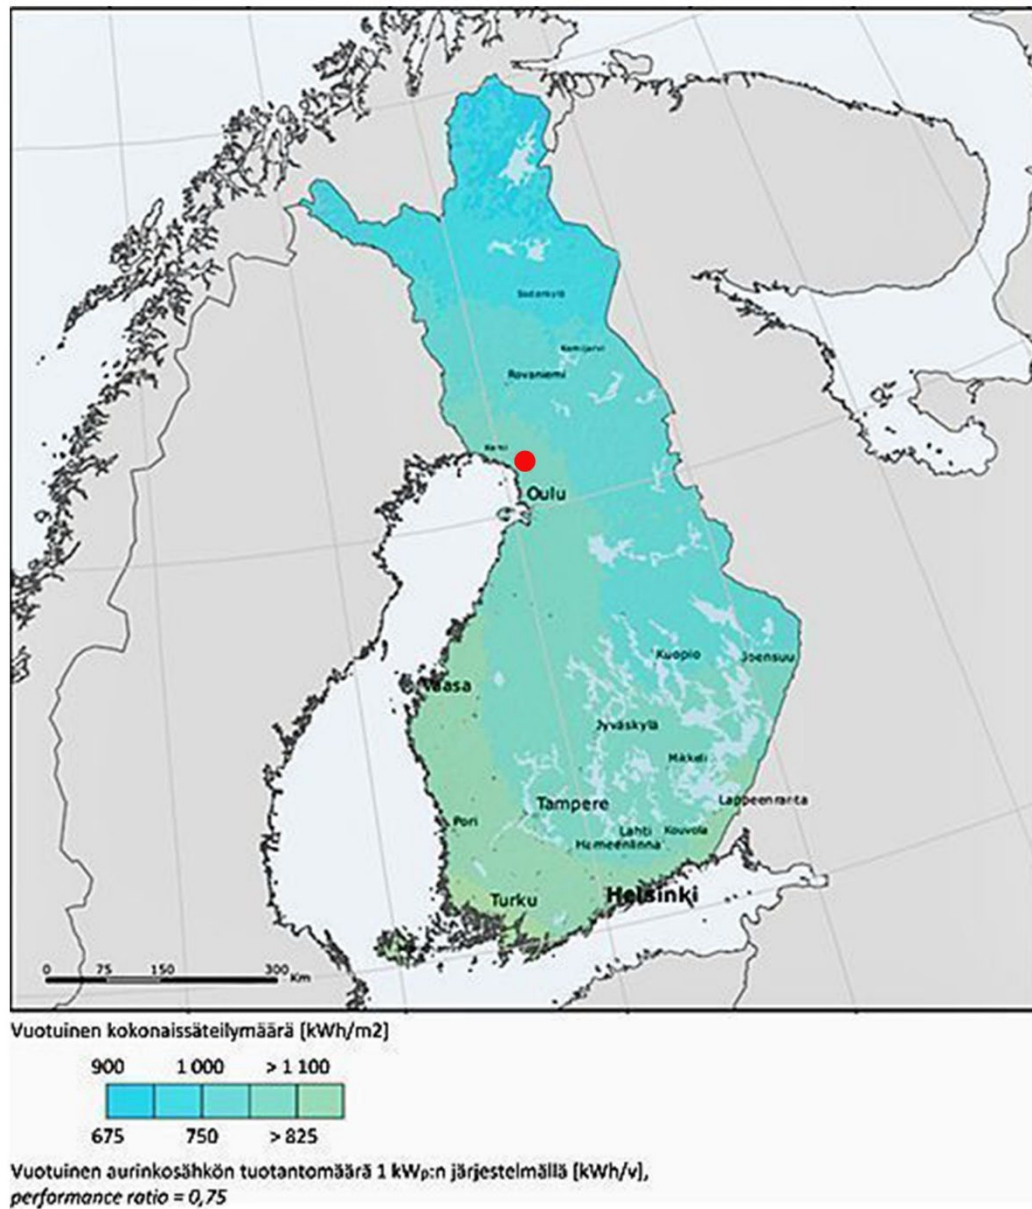 Sodankylä
Kemijärvi
Rovaniemi
Kemi
Oulu
Kuopio
Joensuu
Vaasa
Jyväskylä
Mikkeli
Tampere
Lappeenranta
Pori
Lahti
Kouvola
Hämeenlinna
Turku
Helsinki
0 75 150 300 Km
Vuotuinen kokonaissäteilymäärä [kWh/m2]
900 1 000 > 1 100
675 750 > 825
Vuotuinen aurinkosähkön tuotantomäärä 1 kWp:n järjestelmällä [kWh/v],
performance ratio = 0,75